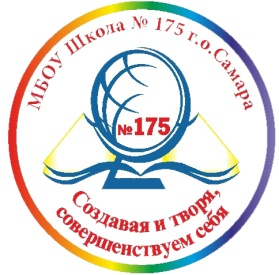 МБОУ Школа № 175 г.о.Самара
№175
Создавая и творя,
совершенствуем себя